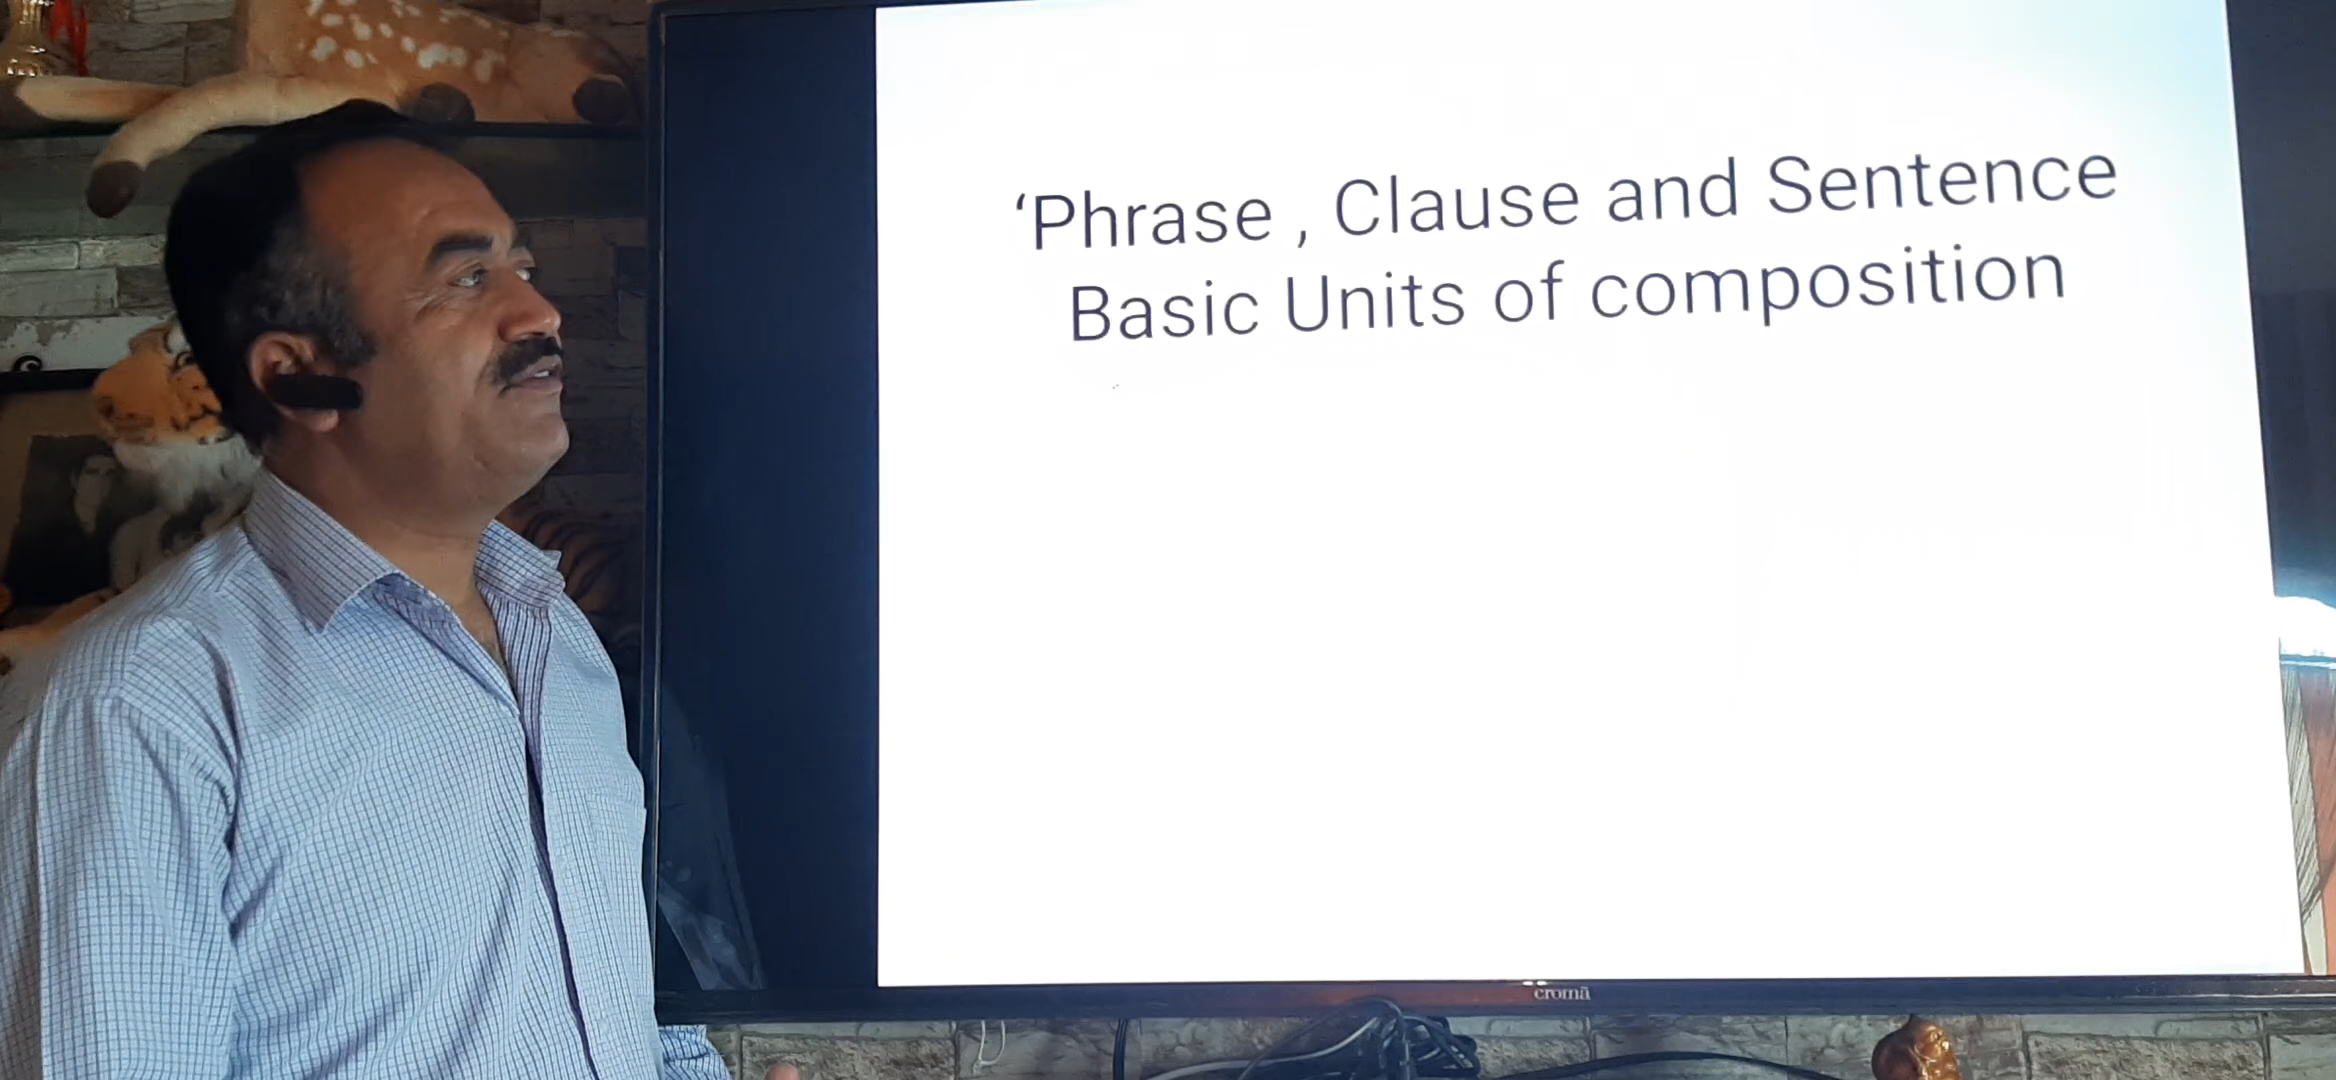 ‘Phrase , Clause and Sentence
Basic Units of composition
cromā